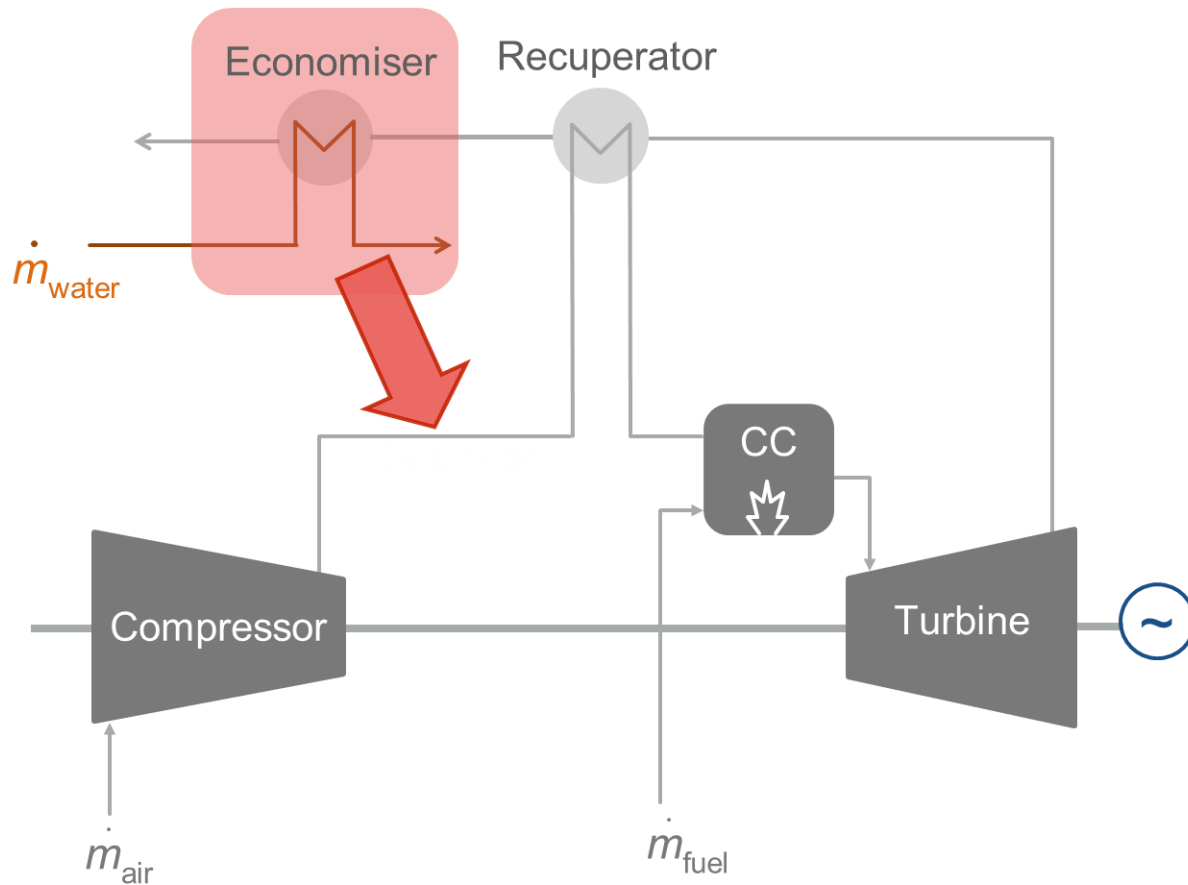 Economiser
Recuperator
ṁwater
CC
Compressor
Turbine
~
ṁair
ṁfuel